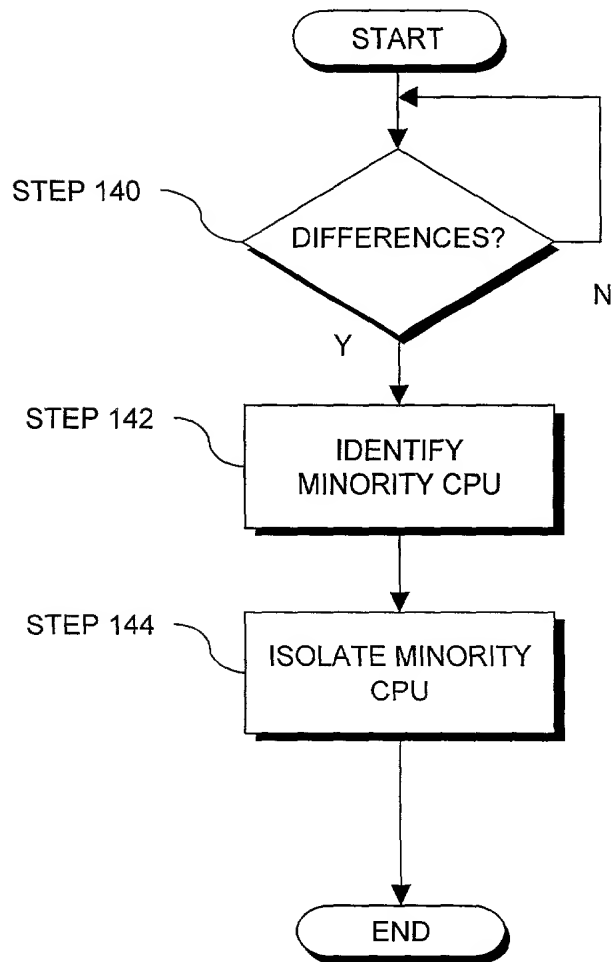 START
STEP 140
DIFFERENCES?
N
Y
STEP 142
IDENTIFY
MINORITY CPU
STEP 144
ISOLATE MINORITY
CPU
END